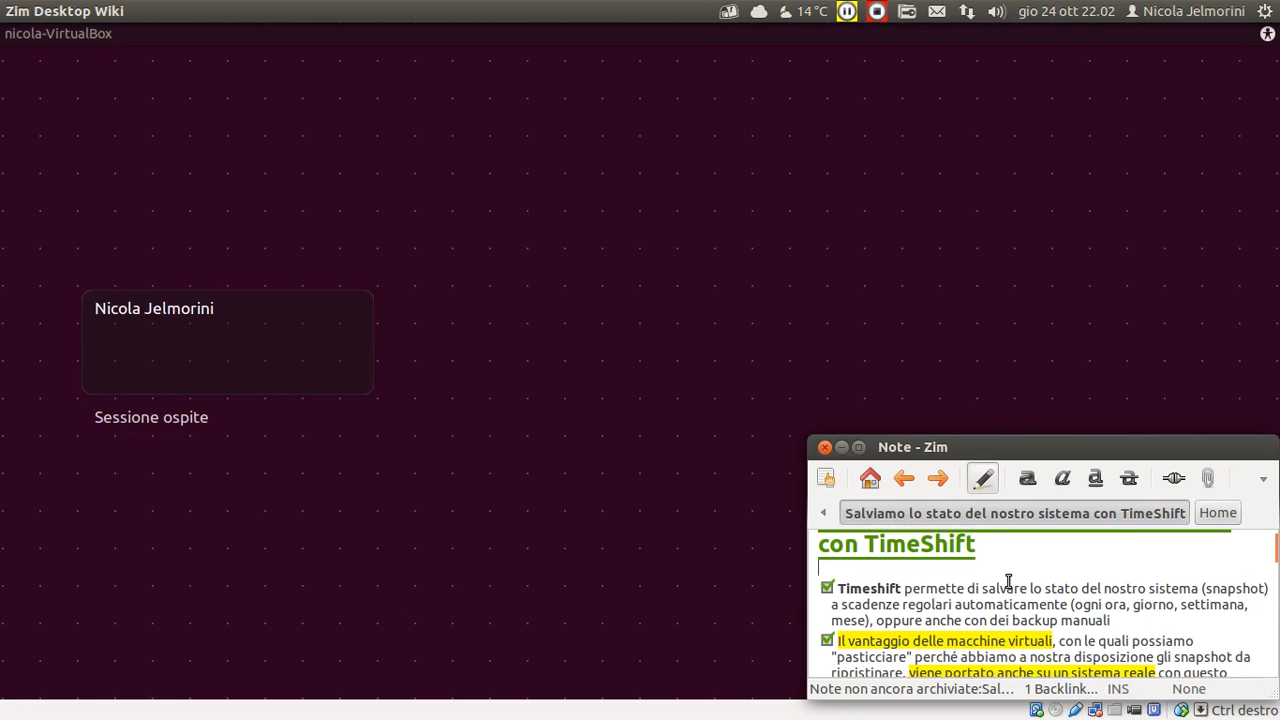 Zim Desktop Wiki
14 °C
gio 24 ott 22.02
Nicola Jelmorini
nicola-VirtualBox
Nicola Jelmorini
Sessione ospite
Note - Zim
a a a a
Salviamo lo stato del nostro sistema con TimeShift
Home
con TimeShift
Timeshift permette di salvare lo stato del nostro sistema (snapshot)
a scadenze regolari automaticamente (ogni ora, giorno, settimana,
mese), oppure anche con dei backup manuali
Il vantaggio delle macchine virtuali, con le quali possiamo
"pasticciare" perché abbiamo a nostra disposizione gli snapshot da
ripristinare, viene portato anche su un sistema reale con questo
Note non ancora archiviate:Sal...
1 Backlink...
INS
None
Ctrl destro